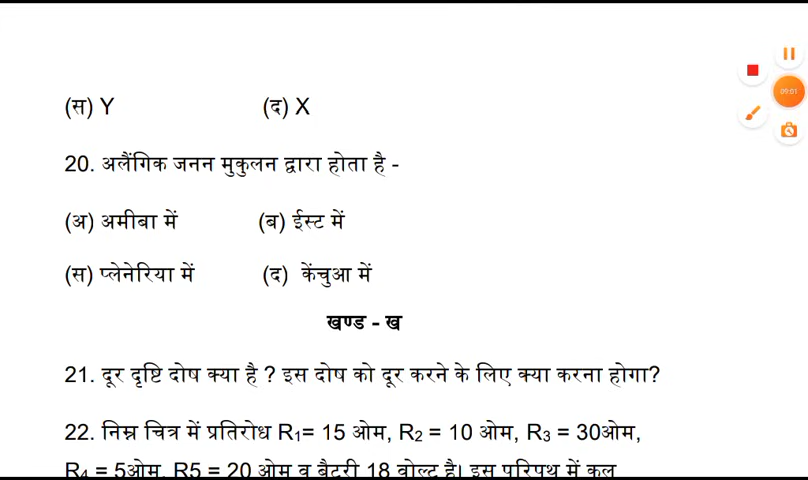 09:01
(स) Y (द) X
20. अलैंगिक जनन मुकुलन द्वारा होता है -
(अ) अमीबा में (ब) ईस्ट में
(स) प्लेनेरिया में (द) केंचुआ में
खण्ड - ख
21. दूर दृष्टि दोष क्या है ? इस दोष को दूर करने के लिए क्या करना होगा?
22. निम्न चित्र में प्रतिरोध R₁= 15 ओम, R₂ = 10 ओम, R₃ = 30ओम,
R₄ = 5ओम, R5 = 20 ओम व बैटरी 18 वोल्ट है। इस परिपथ में कुल